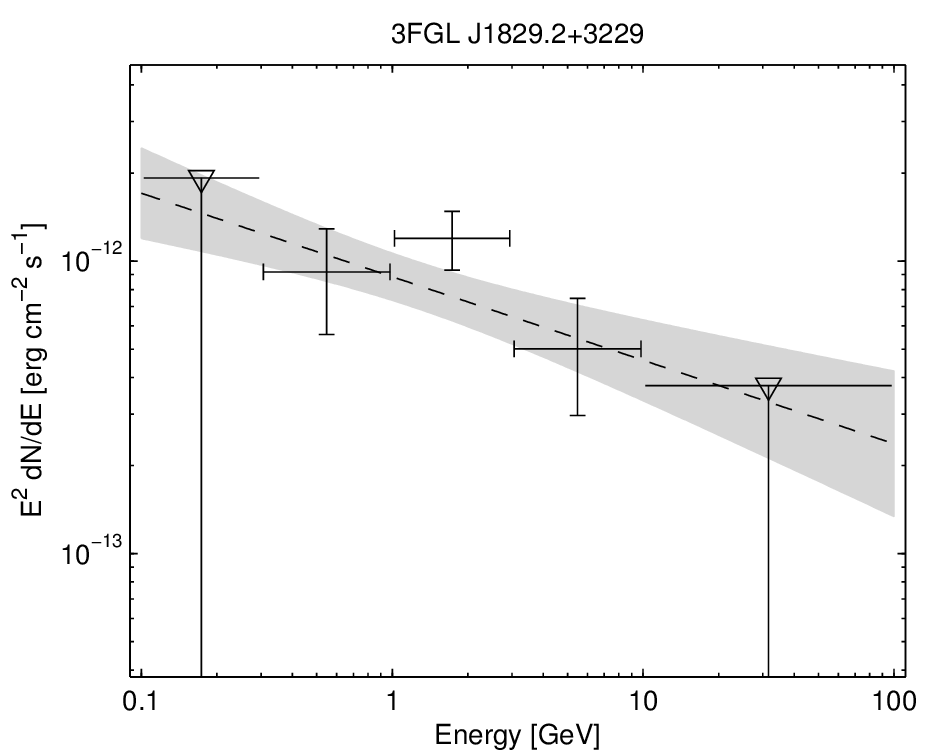 3FGL J1829.2+3229
E² dN/dE [erg cm⁻² s⁻¹]
10⁻¹²
10⁻¹³
0.1 1 10 100
Energy [GeV]